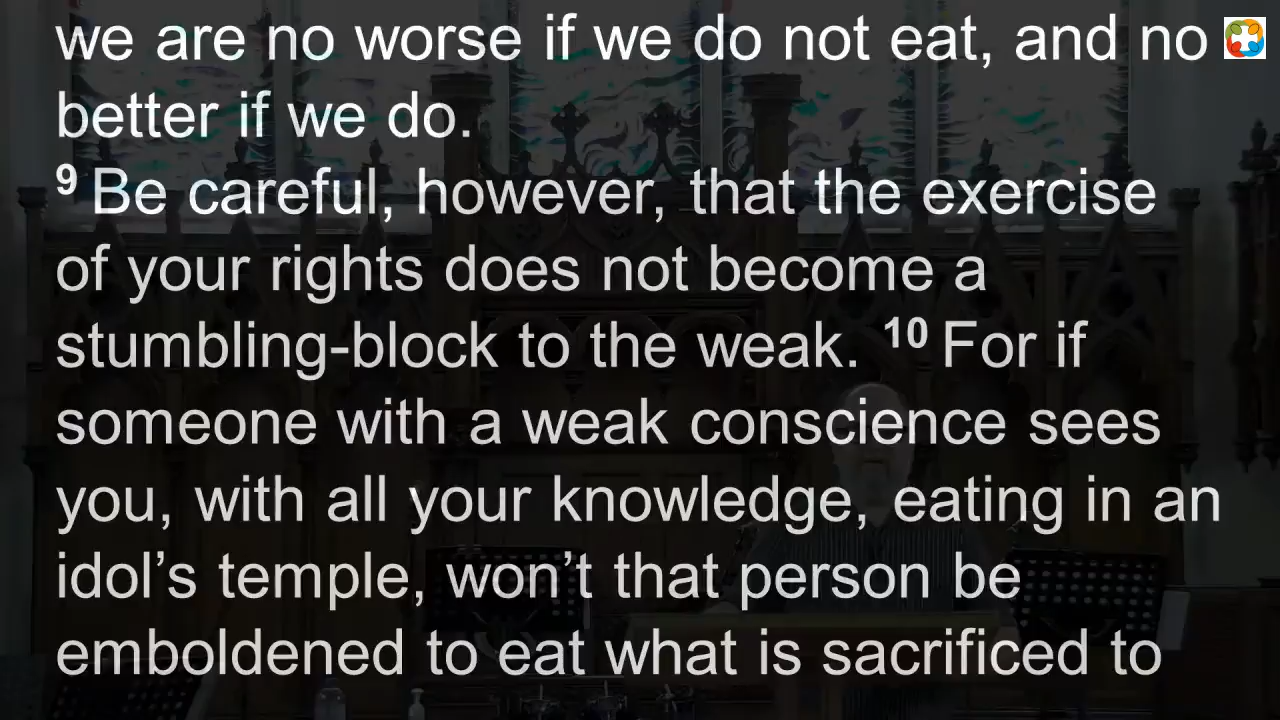 we are no worse if we do not eat, and no
better if we do.
9 Be careful, however, that the exercise
of your rights does not become a
stumbling-block to the weak. 10 For if
someone with a weak conscience sees
you, with all your knowledge, eating in an
idol’s temple, won’t that person be
emboldened to eat what is sacrificed to